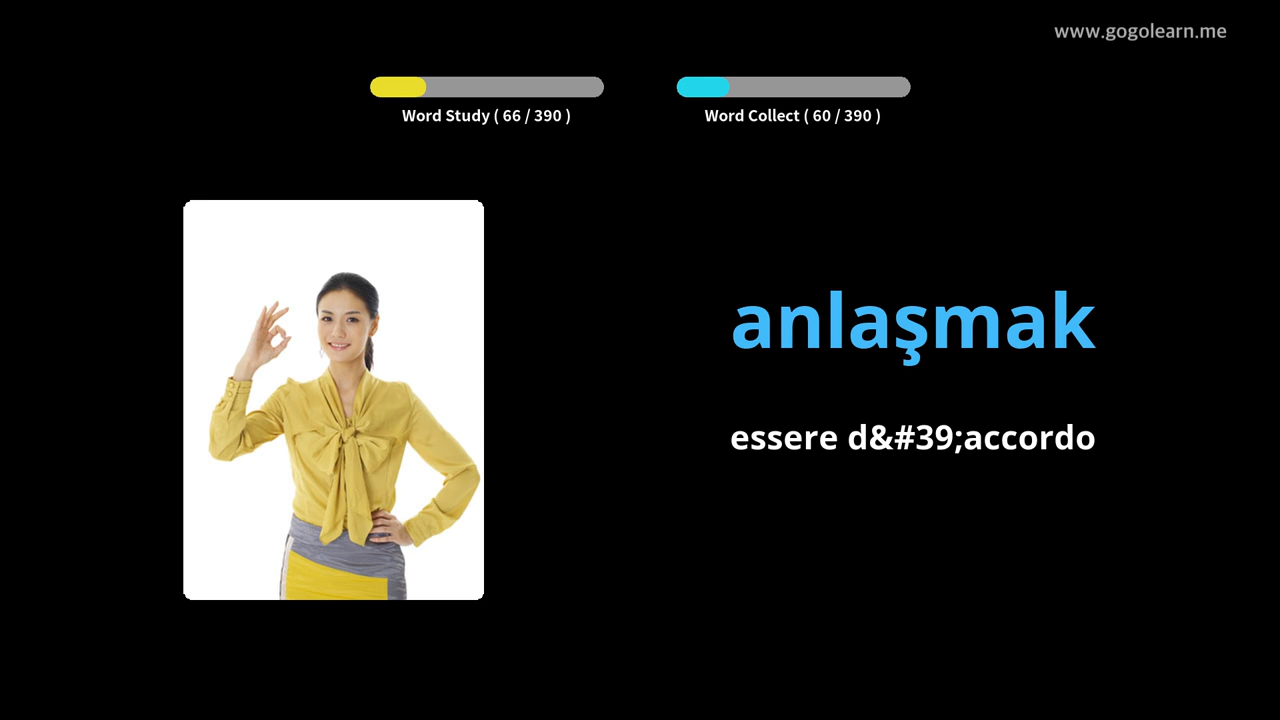 www.gogolearn.me
Word Study ( 66 / 390 )
Word Collect ( 60 / 390 )
anlaşmak
essere d&#39;accordo